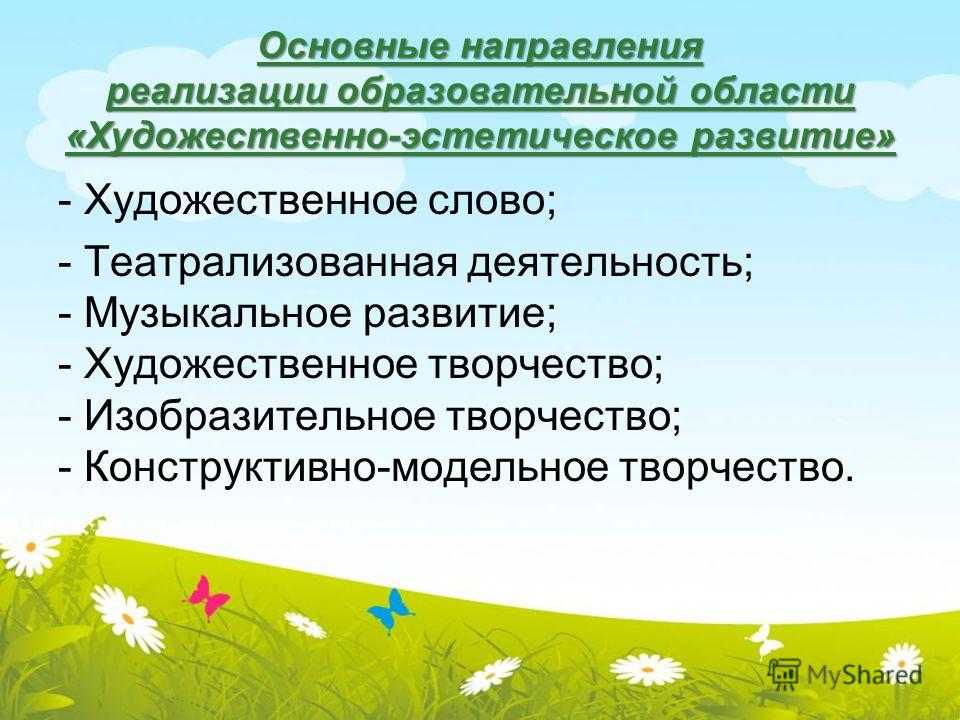 Основные направления
реализации образовательной области
«Художественно-эстетическое развитие»
- Художественное слово;
- Театрализованная деятельность;
- Музыкальное развитие;
- Художественное творчество;
- Изобразительное творчество;
- Конструктивно-модельное творчество.
MyShared